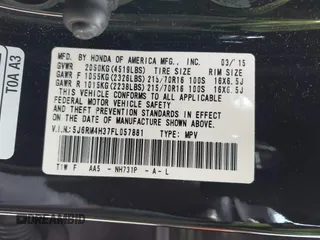 MFD. BY HONDA OF AMERICA MFG., INC. 03/15
GVWR 2050KG(4519LBS) TIRE SIZE RIM SIZE
GAWR F 1055KG(2326LBS) 215/70R16 100S 16X6.5J
GAWR R 1015KG(2238LBS) 215/70R16 100S 16X6.5J
THIS VEHICLE CONFORMS TO ALL APPLICABLE
FEDERAL MOTOR VEHICLE SAFETY AND
THEFT PREVENTION STANDARDS IN EFFECT ON THE
DATE OF MANUFACTURE SHOWN ABOVE.
V.I.N: 5J6RM4H37FL057881 TYPE: MPV
T1W F AA5 - NH731P - A - L
T0A A3
DREAMBID